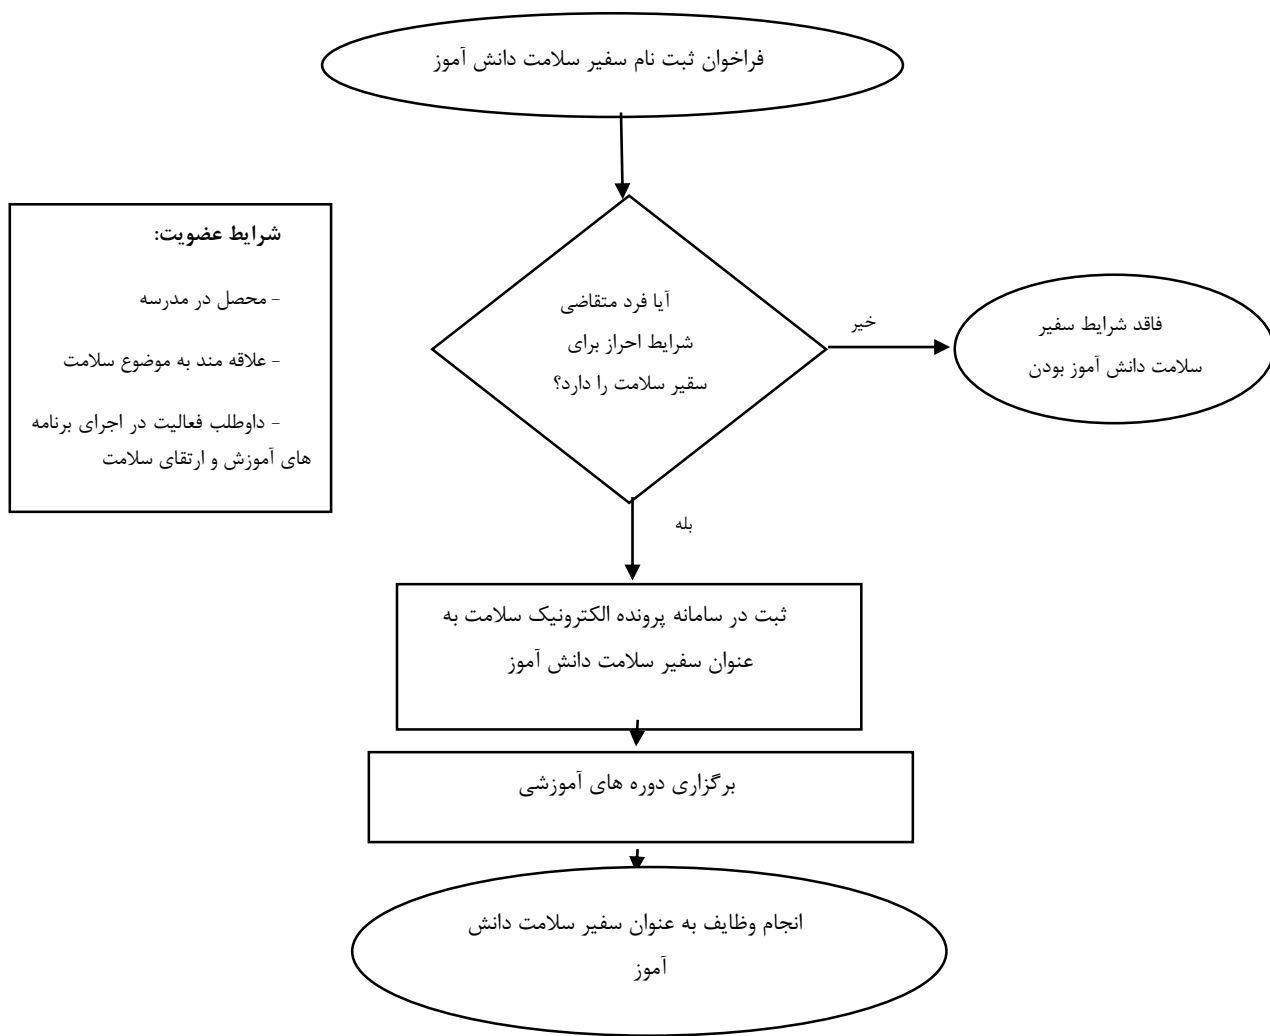 فراخوان ثبت نام سفیر سلامت دانش آموز
شرایط عضویت:
- محصل در مدرسه
- علاقه مند به موضوع سلامت
- داوطلب فعالیت در اجرای برنامه
های آموزش و ارتقای سلامت
آیا فرد متقاضی
شرایط احراز برای
سقیر سلامت را دارد؟
خیر
فاقد شرایط سفیر
سلامت دانش آموز بودن
بله
ثبت در سامانه پرونده الکترونیک سلامت به
عنوان سفیر سلامت دانش آموز
برگزاری دوره های آموزشی
انجام وظایف به عنوان سفیر سلامت دانش
آموز